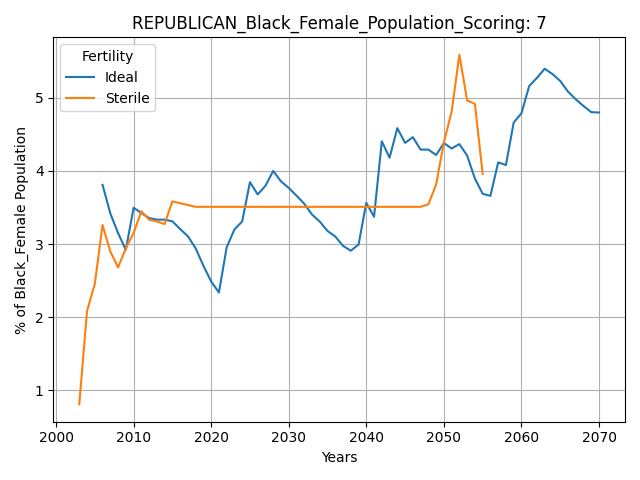 REPUBLICAN_Black_Female_Population_Scoring: 7
Fertility
Ideal
Sterile
% of Black_Female Population
5
4
3
2
1
2000 2010 2020 2030 2040 2050 2060 2070
Years